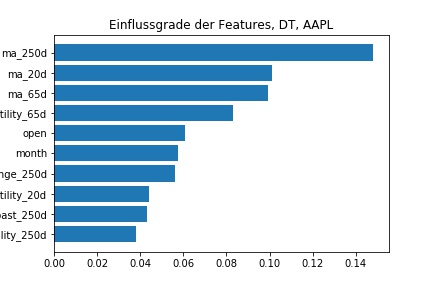 Einflussgrade der Features, DT, AAPL
ma_250d
ma_20d
ma_65d
tility_65d
open
month
nge_250d
tility_20d
oast_250d
lity_250d
0.00 0.02 0.04 0.06 0.08 0.10 0.12 0.14